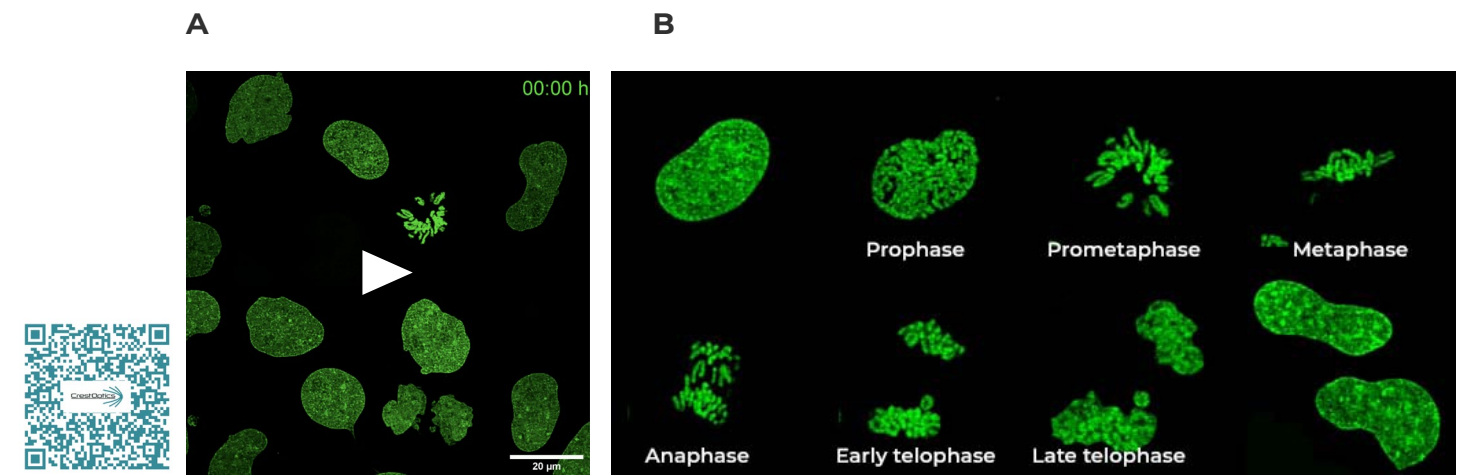 A
B
00:00 h
Prophase
Prometaphase
Metaphase
CrestOptics
Anaphase
Early telophase
Late telophase
20 µm